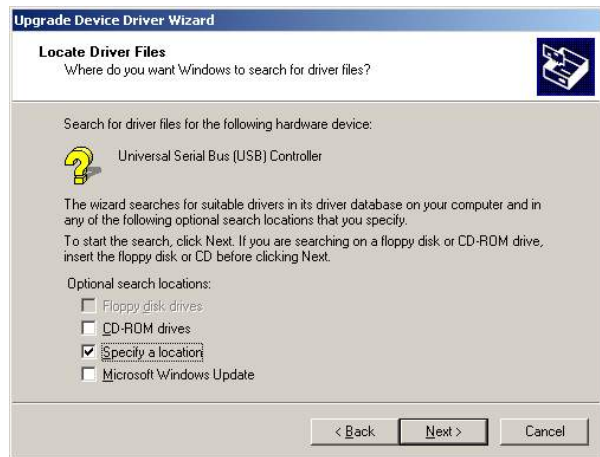 Upgrade Device Driver Wizard
Locate Driver Files
Where do you want Windows to search for driver files?
Search for driver files for the following hardware device:
Universal Serial Bus (USB) Controller
The wizard searches for suitable drivers in its driver database on your computer and in
any of the following optional search locations that you specify.
To start the search, click Next. If you are searching on a floppy disk or CD-ROM drive,
insert the floppy disk or CD before clicking Next.
Optional search locations:
Floppy disk drives
CD-ROM drives
Specify a location
Microsoft Windows Update
< Back Next > Cancel